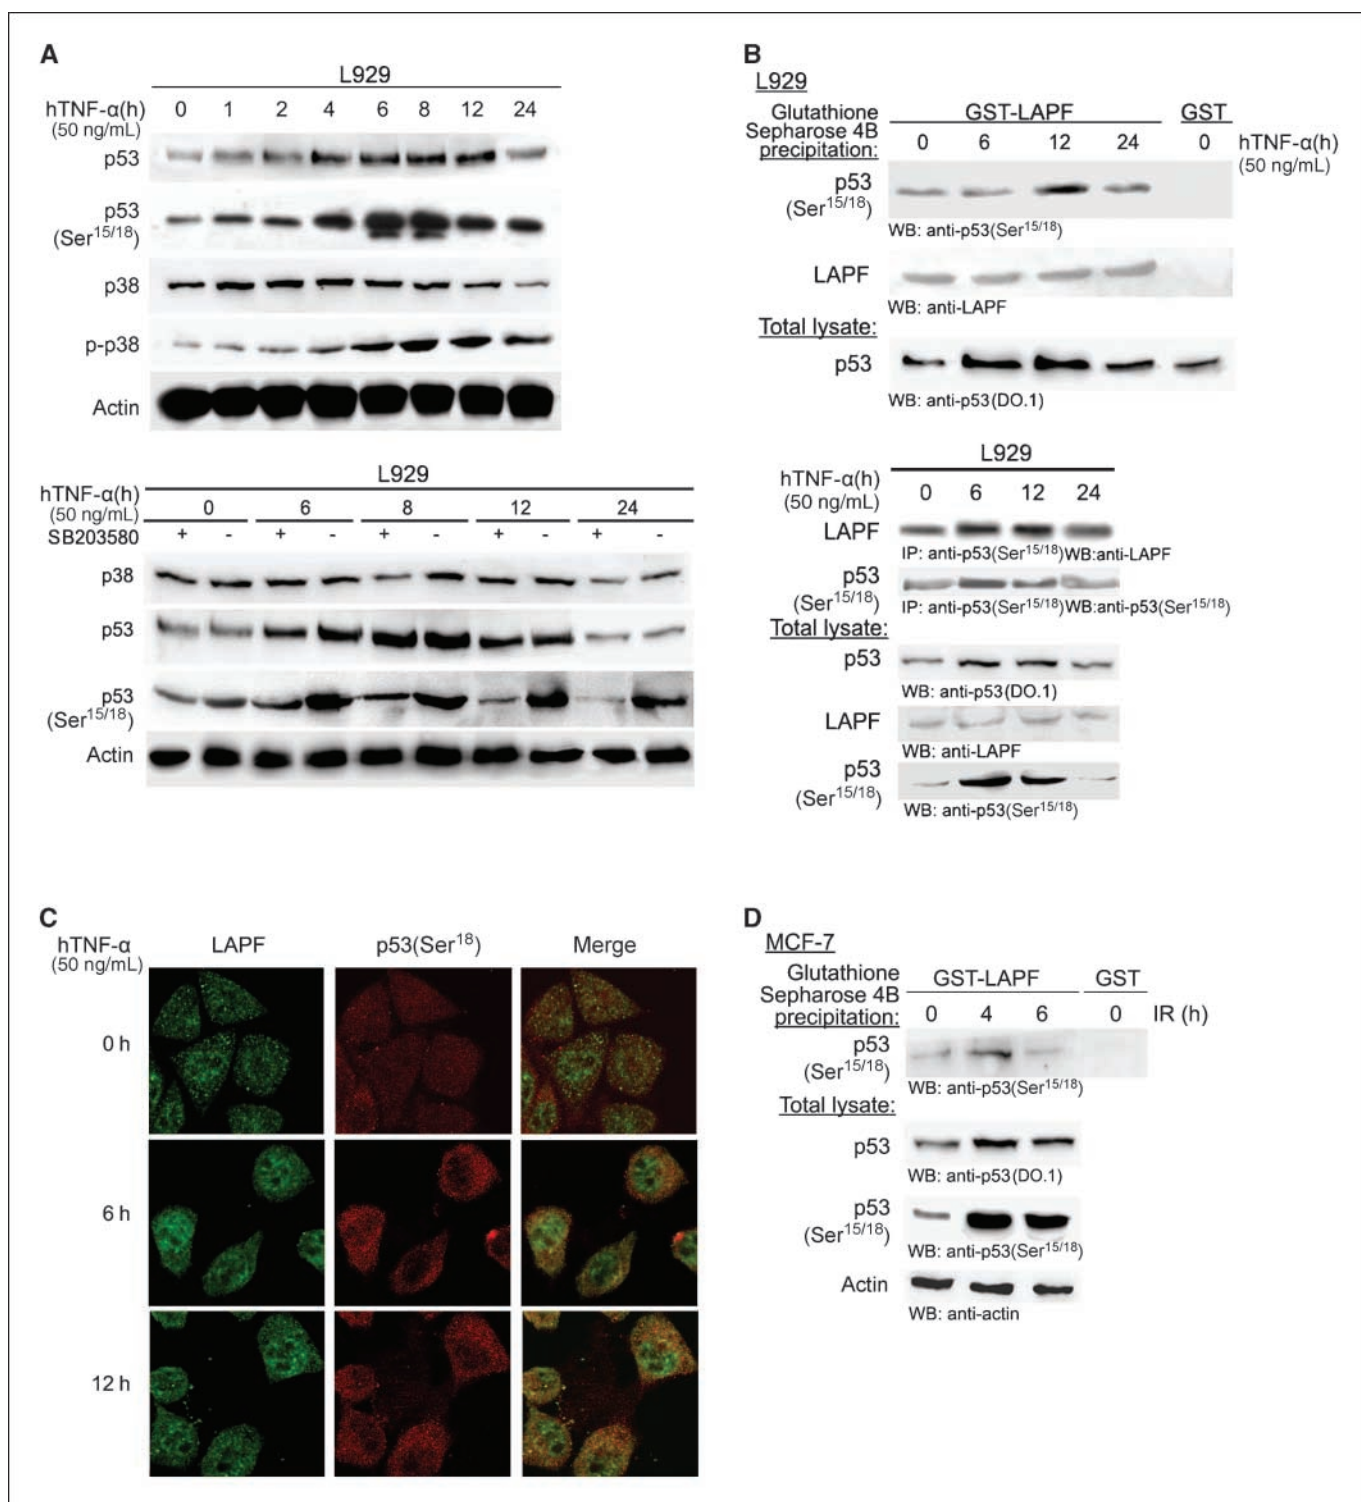 A
L929
hTNF-α(h) 0 1 2 4 6 8 12 24
(50 ng/mL)
p53
p53
(Ser15/18)
p38
p-p38
Actin
L929
hTNF-α(h) 0 6 8 12 24
(50 ng/mL)
SB203580 + - + - + - + - + -
p38
p53
p53
(Ser15/18)
Actin
B
L929
Glutathione GST-LAPF GST
Sepharose 4B
precipitation: 0 6 12 24 0 hTNF-α(h)
(50 ng/mL)
p53
(Ser15/18)
WB: anti-p53(Ser15/18)
LAPF
WB: anti-LAPF
Total lysate:
p53
WB: anti-p53(DO.1)
L929
hTNF-α(h) 0 6 12 24
(50 ng/mL)
LAPF
IP: anti-p53(Ser15/18) WB:anti-LAPF
p53
(Ser15/18)
IP: anti-p53(Ser15/18) WB:anti-p53(Ser15/18)
Total lysate:
p53
WB: anti-p53(DO.1)
LAPF
WB: anti-LAPF
p53
(Ser15/18)
WB: anti-p53(Ser15/18)
C
hTNF-α LAPF p53(Ser18) Merge
(50 ng/mL)
0 h
6 h
12 h
D
MCF-7
Glutathione GST-LAPF GST
Sepharose 4B
precipitation: 0 4 6 0 IR (h)
p53
(Ser15/18)
WB: anti-p53(Ser15/18)
Total lysate:
p53
WB: anti-p53(DO.1)
p53
(Ser15/18)
WB: anti-p53(Ser15/18)
Actin
WB: anti-actin